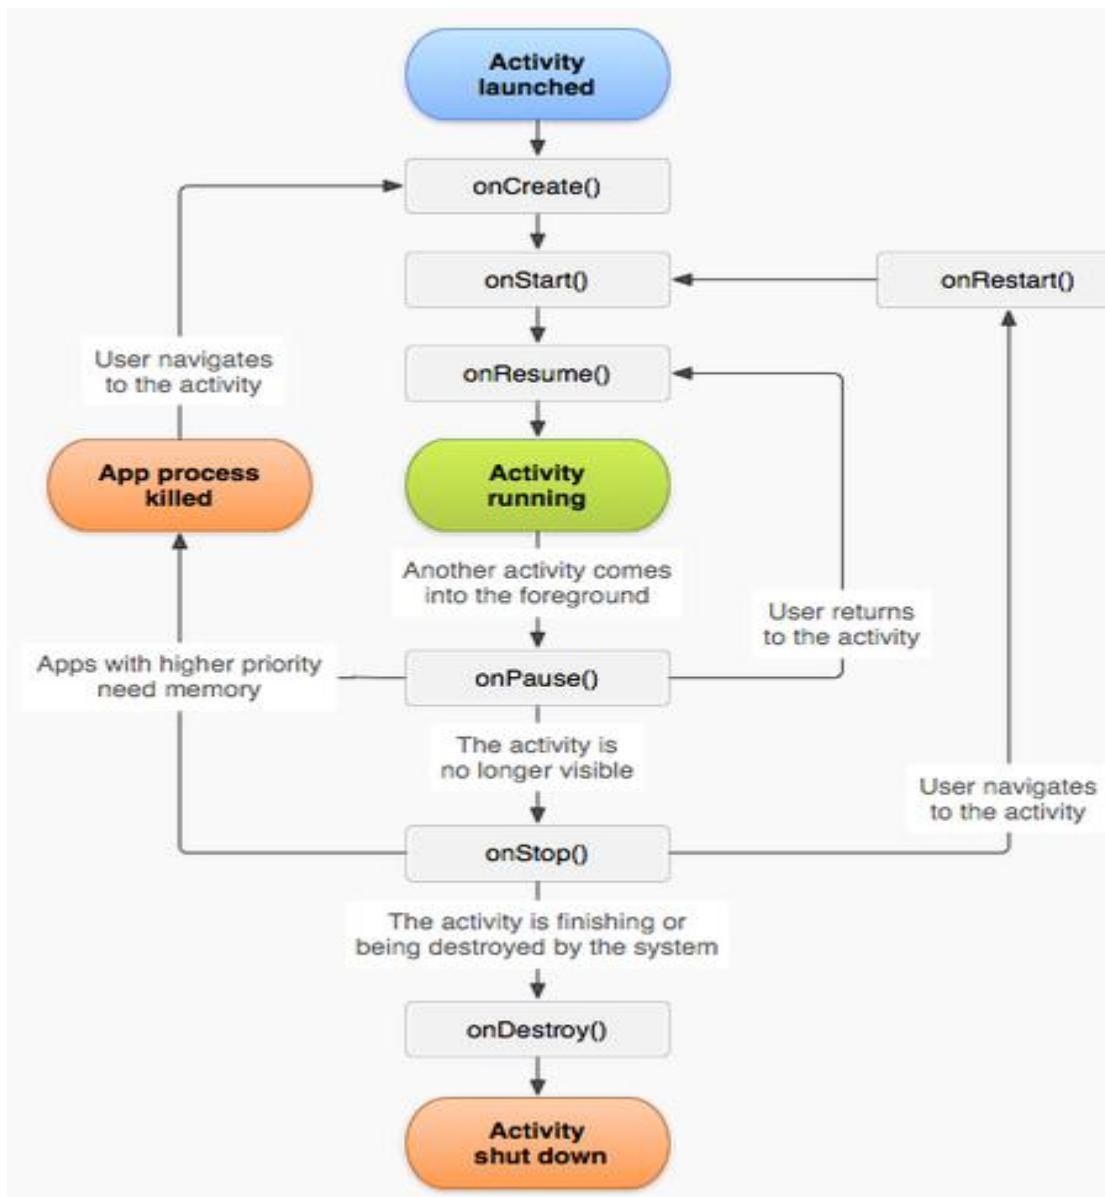 Activity
launched
onCreate()
onStart()
onRestart()
User navigates
to the activity
onResume()
App process
killed
Activity
running
Another activity comes
into the foreground
User returns
to the activity
Apps with higher priority
need memory
onPause()
The activity is
no longer visible
User navigates
to the activity
onStop()
The activity is finishing or
being destroyed by the system
onDestroy()
Activity
shut down